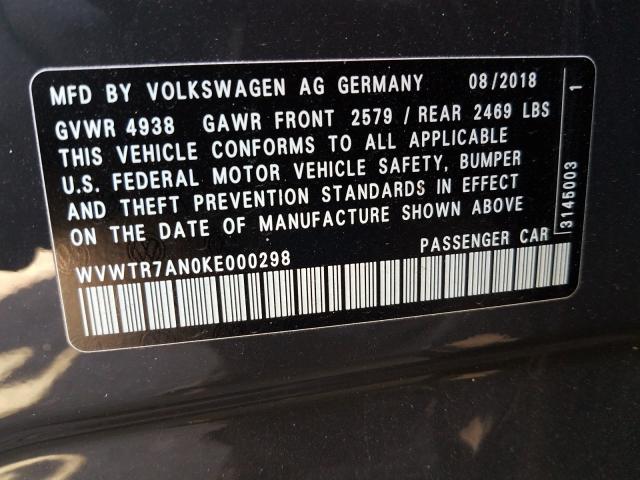 MFD BY VOLKSWAGEN AG GERMANY 08/2018
GVWR 4938 GAWR FRONT 2579 / REAR 2469 LBS
THIS VEHICLE CONFORMS TO ALL APPLICABLE
U.S. FEDERAL MOTOR VEHICLE SAFETY, BUMPER
AND THEFT PREVENTION STANDARDS IN EFFECT
ON THE DATE OF MANUFACTURE SHOWN ABOVE
WVWTR7AN0KE000298 PASSENGER CAR
3145003 1